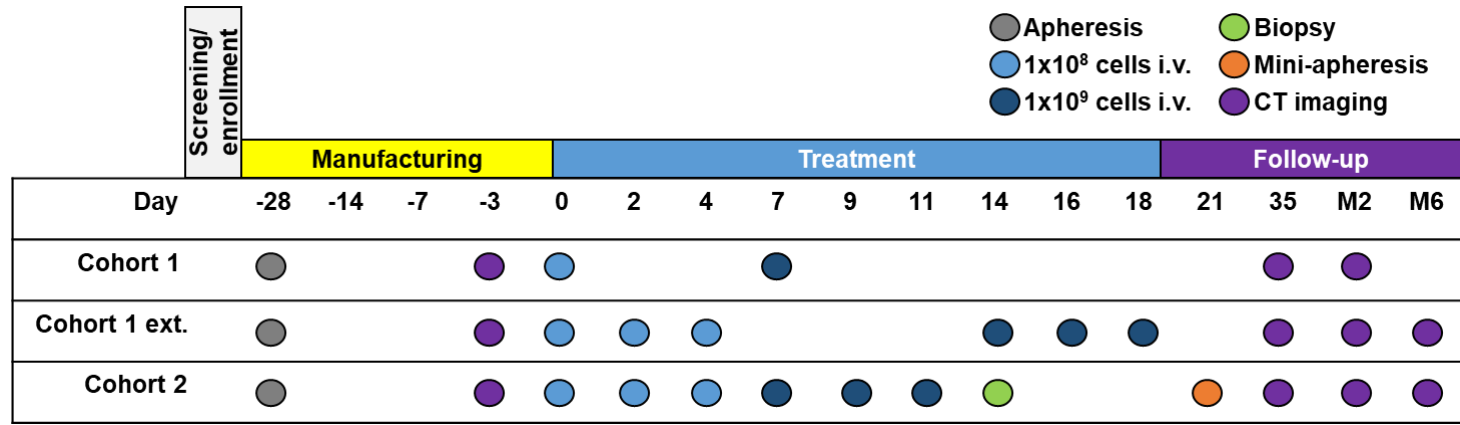 Screening/
enrollment
Apheresis
Biopsy
1x10⁸ cells i.v.
Mini-apheresis
1x10⁹ cells i.v.
CT imaging
Manufacturing
Treatment
Follow-up
Day -28 -14 -7 -3 0 2 4 7 9 11 14 16 18 21 35 M2 M6
Cohort 1
Cohort 1 ext.
Cohort 2